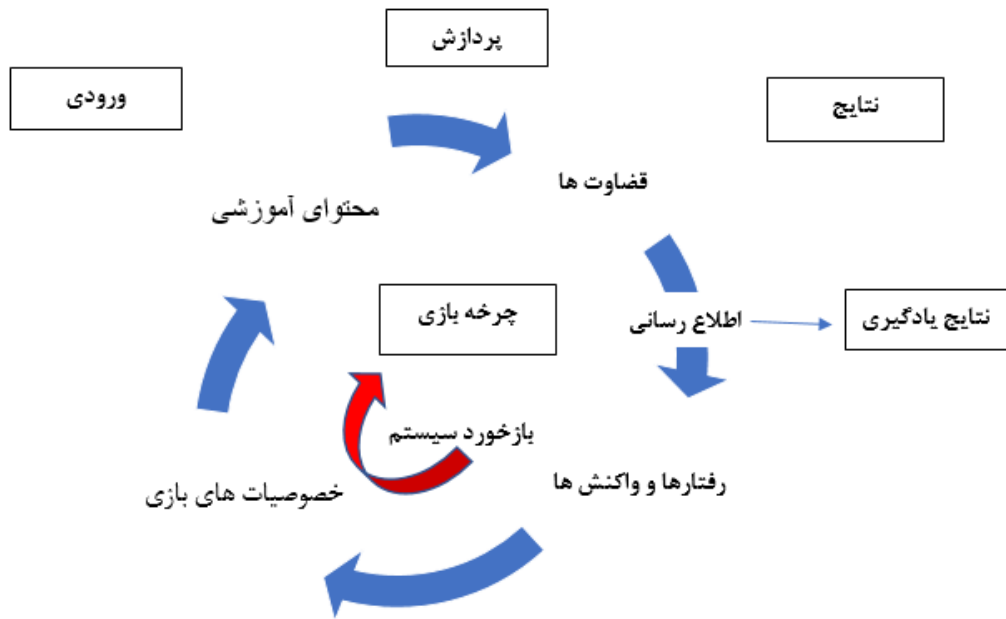 پردازش
ورودی
نتایج
قضاوت ها
محتوای آموزشی
چرخه بازی
اطلاع رسانی
نتایج یادگیری
بازخورد سیستم
رفتارها و واکنش ها
خصوصیات های بازی